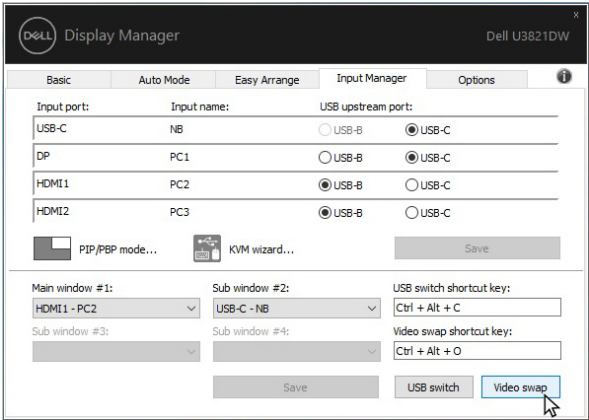 DELL Display Manager x
Dell U3821DW
Basic Auto Mode Easy Arrange Input Manager Options i
Input port: Input name: USB upstream port:
USB-C NB USB-B USB-C
DP PC1 USB-B USB-C
HDMI1 PC2 USB-B USB-C
HDMI2 PC3 USB-B USB-C
PIP/PBP mode... KVM wizard... Save
Main window #1: Sub window #2: USB switch shortcut key:
HDMI1 - PC2 USB-C - NB Ctrl + Alt + C
Sub window #3: Sub window #4: Video swap shortcut key:
Ctrl + Alt + O
Save USB switch Video swap